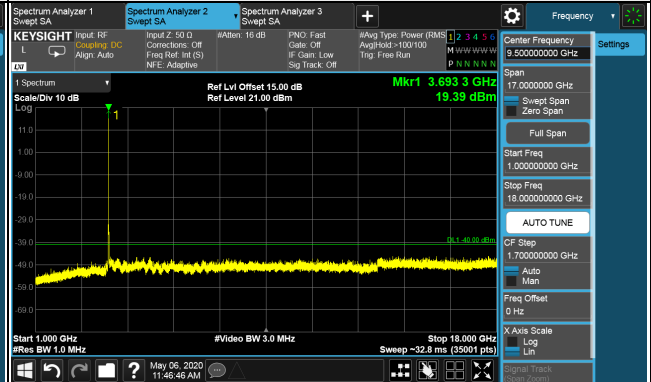 Spectrum Analyzer 1
Swept SA
Spectrum Analyzer 2
Swept SA
Spectrum Analyzer 3
Swept SA
+
Frequency
KEYSIGHT
L
LXI
Input: RF
Coupling: DC
Align: Auto
Input Z: 50 Ω
Corrections: Off
Freq Ref: Int (S)
NFE: Adaptive
#Atten: 16 dB
PNO: Fast
Gate: Off
IF Gain: Low
Sig Track: Off
#Avg Type: Power (RMS
Avg|Hold:>100/100
Trig: Free Run
1 2 3 4 5 6
M W W W W W
P N N N N N
Center Frequency
9.500000000 GHz
Settings
1 Spectrum
Scale/Div 10 dB
Log
Ref Lvl Offset 15.00 dB
Ref Level 21.00 dBm
Mkr1 3.693 3 GHz
19.39 dBm
1
11.0
1.00
-9.00
-19.0
-29.0
-39.0
-49.0
-59.0
-69.0
DL1 -40.00 dBm
Start 1.000 GHz
#Res BW 1.0 MHz
#Video BW 3.0 MHz
Stop 18.000 GHz
Sweep ~32.8 ms (35001 pts)
Span
17.0000000 GHz
Swept Span
Zero Span
Full Span
Start Freq
1.000000000 GHz
Stop Freq
18.000000000 GHz
AUTO TUNE
CF Step
1.700000000 GHz
Auto
Man
Freq Offset
0 Hz
X Axis Scale
Log
Lin
Signal Track
(Span Zoom)
?
May 06, 2020
11:46:46 AM